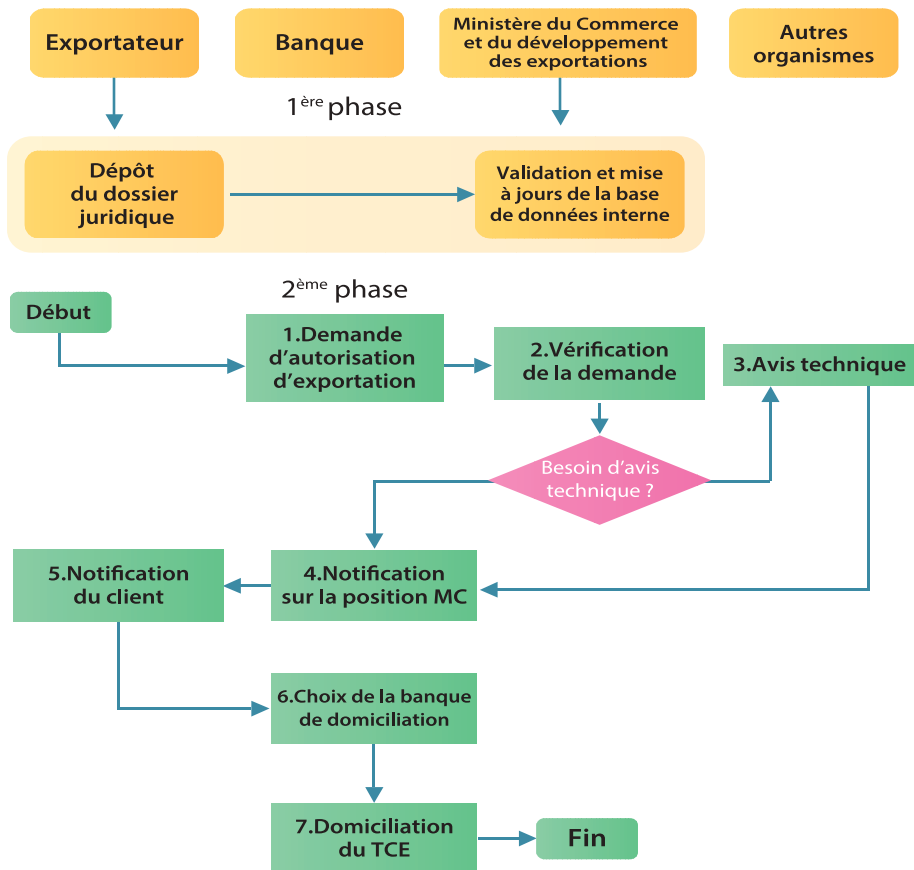 Exportateur
Banque
Ministère du Commerce
et du développement
des exportations
Autres
organismes
1ère phase
Dépôt
du dossier
juridique
Validation et mise
à jours de la base
de données interne
2ème phase
Début
1.Demande
d'autorisation
d'exportation
2.Vérification
de la demande
3.Avis technique
Besoin d'avis
technique ?
5.Notification
du client
4.Notification
sur la position MC
6.Choix de la banque
de domiciliation
7.Domiciliation
du TCE
Fin